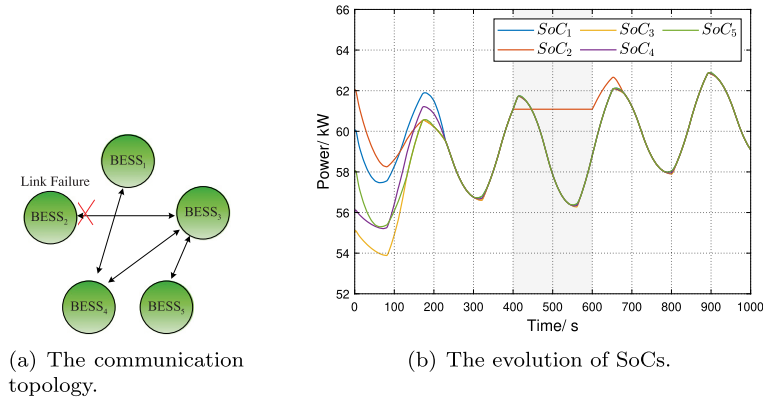 BESS₁
Link Failure
BESS₂
BESS₃
BESS₄
BESS₅
(a) The communication
topology.
SoC₁ SoC₃ SoC₅
SoC₂ SoC₄
Power/ kW
66
64
62
60
58
56
54
52
0 100 200 300 400 500 600 700 800 900 1000
Time/ s
(b) The evolution of SoCs.